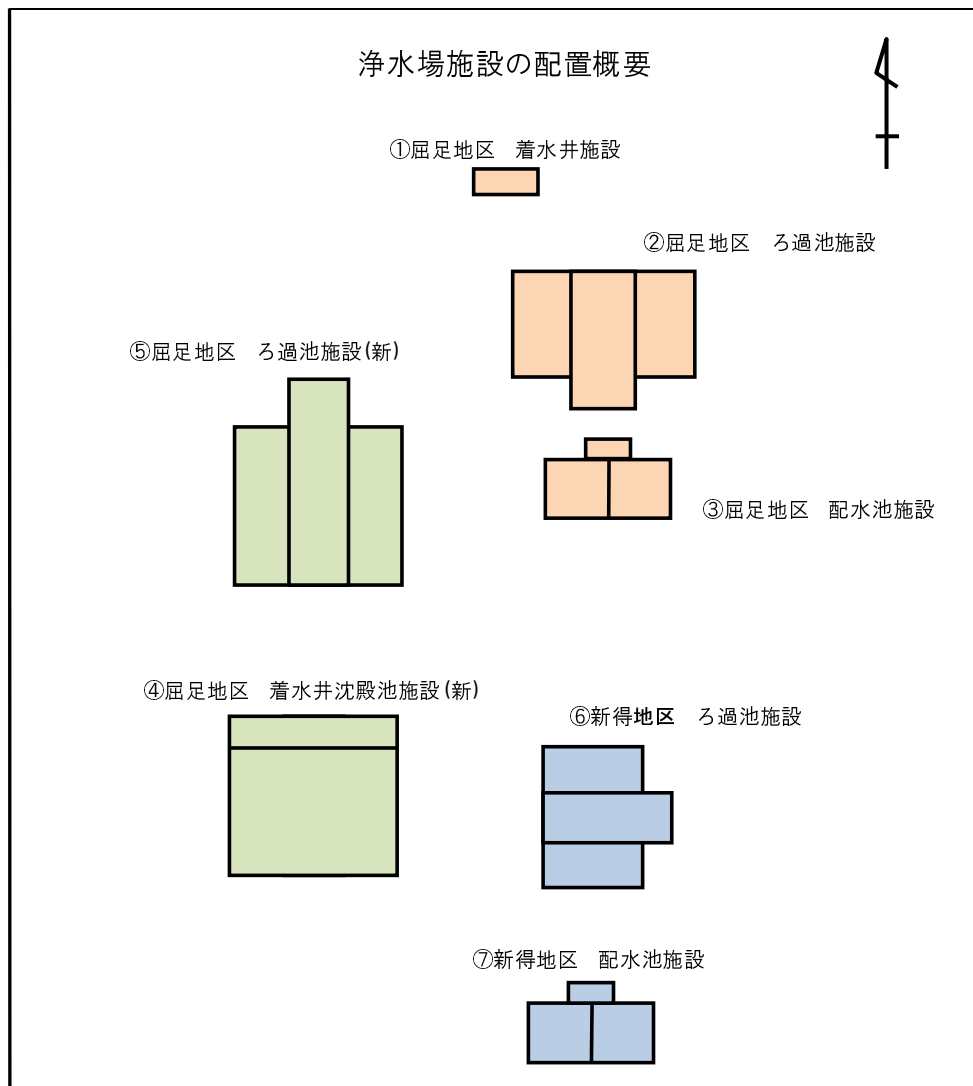 浄水場施設の配置概要
①屈足地区　着水井施設
②屈足地区　ろ過池施設
⑤屈足地区　ろ過池施設(新)
③屈足地区　配水池施設
④屈足地区　着水井沈殿池施設(新)
⑥新得地区　ろ過池施設
⑦新得地区　配水池施設